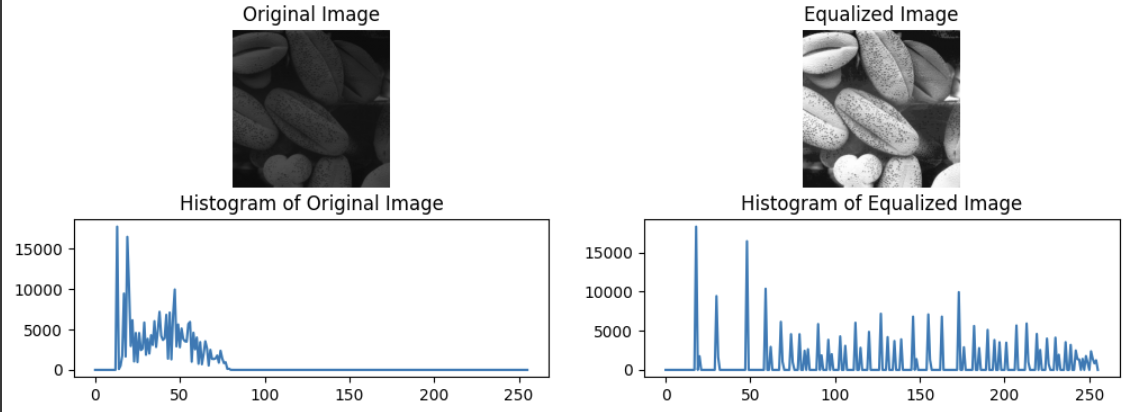 Original Image
Equalized Image
Histogram of Original Image
Histogram of Equalized Image
15000
10000
5000
0
0 50 100 150 200 250
15000
10000
5000
0
0 50 100 150 200 250